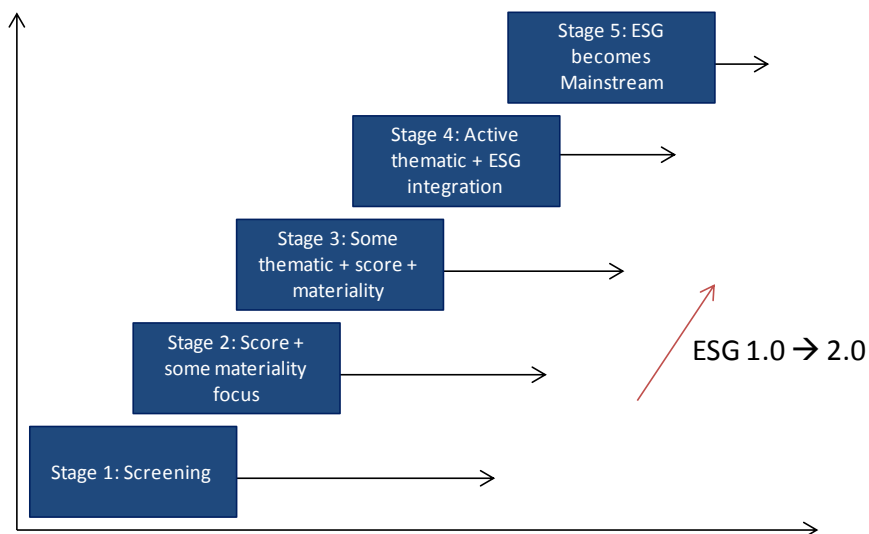 Stage 5: ESG
becomes
Mainstream
Stage 4: Active
thematic + ESG
integration
Stage 3: Some
thematic + score +
materiality
Stage 2: Score +
some materiality
focus
ESG 1.0 → 2.0
Stage 1: Screening